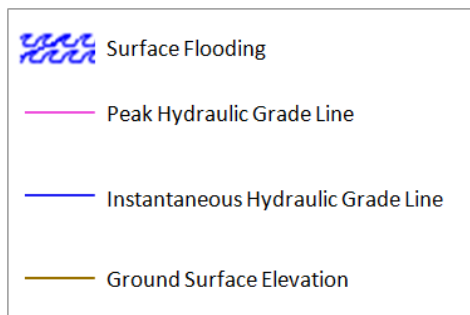 Surface Flooding
Peak Hydraulic Grade Line
Instantaneous Hydraulic Grade Line
Ground Surface Elevation